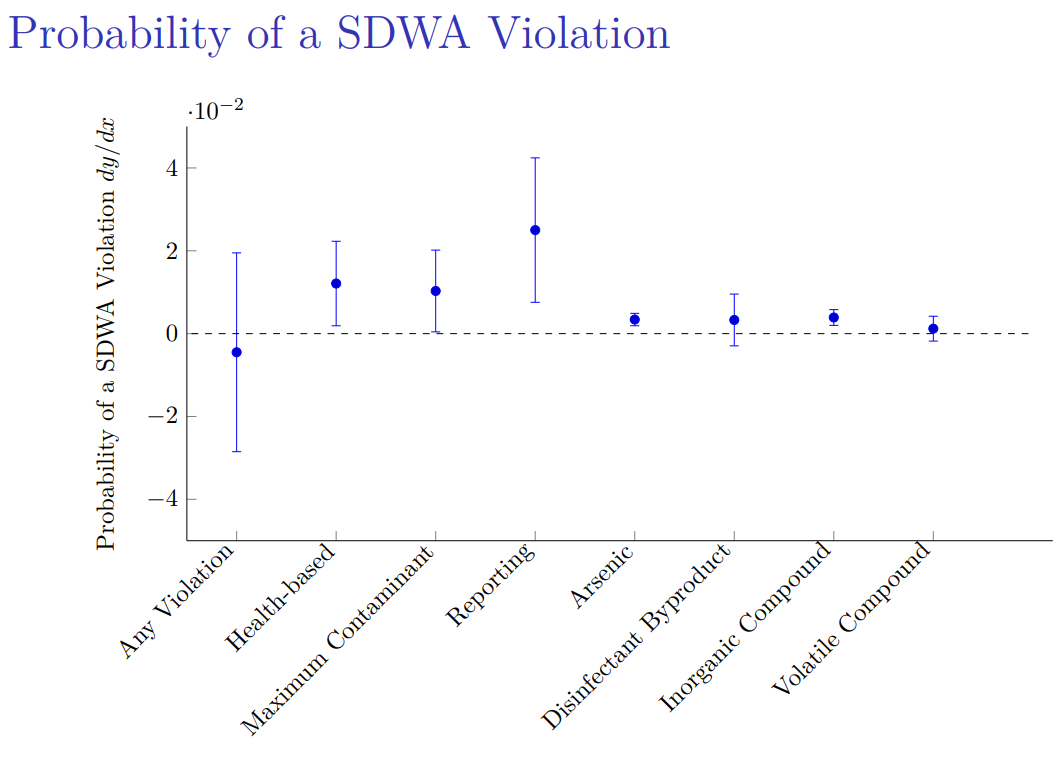 Probability of a SDWA Violation
·10⁻²
Probability of a SDWA Violation dy/dx
4
2
0
−2
−4
Any Violation
Health-based
Maximum Contaminant
Reporting
Arsenic
Disinfectant Byproduct
Inorganic Compound
Volatile Compound